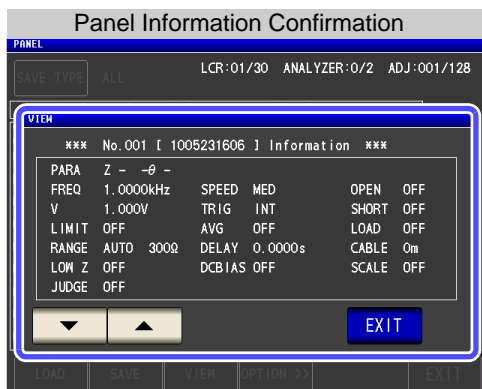 Panel Information Confirmation
PANEL
SAVE TYPE ALL LCR:01/30 ANALYZER:0/2 ADJ:001/128
VIEW
*** No.001 [ 1005231606 ] Information ***
PARA Z - -θ -
FREQ 1.0000kHz SPEED MED OPEN OFF
V 1.000V TRIG INT SHORT OFF
LIMIT OFF AVG OFF LOAD OFF
RANGE AUTO 300Ω DELAY 0.0000s CABLE 0m
LOW Z OFF DCBIAS OFF SCALE OFF
JUDGE OFF
EXIT
LOAD SAVE VIEW OPTION >> EXIT